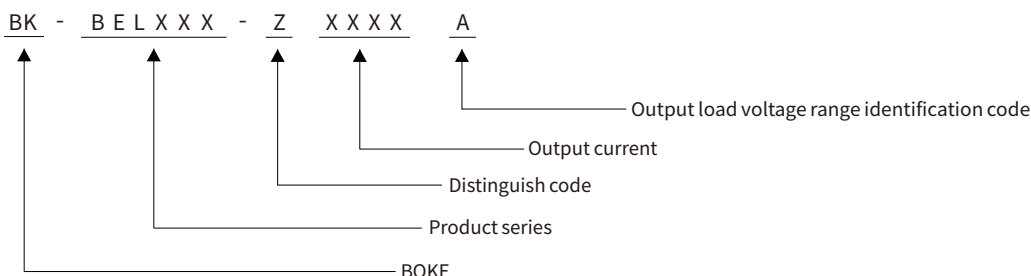 BK - BELXXX - Z XXXX A
Output load voltage range identification code
Output current
Distinguish code
Product series
BOKE